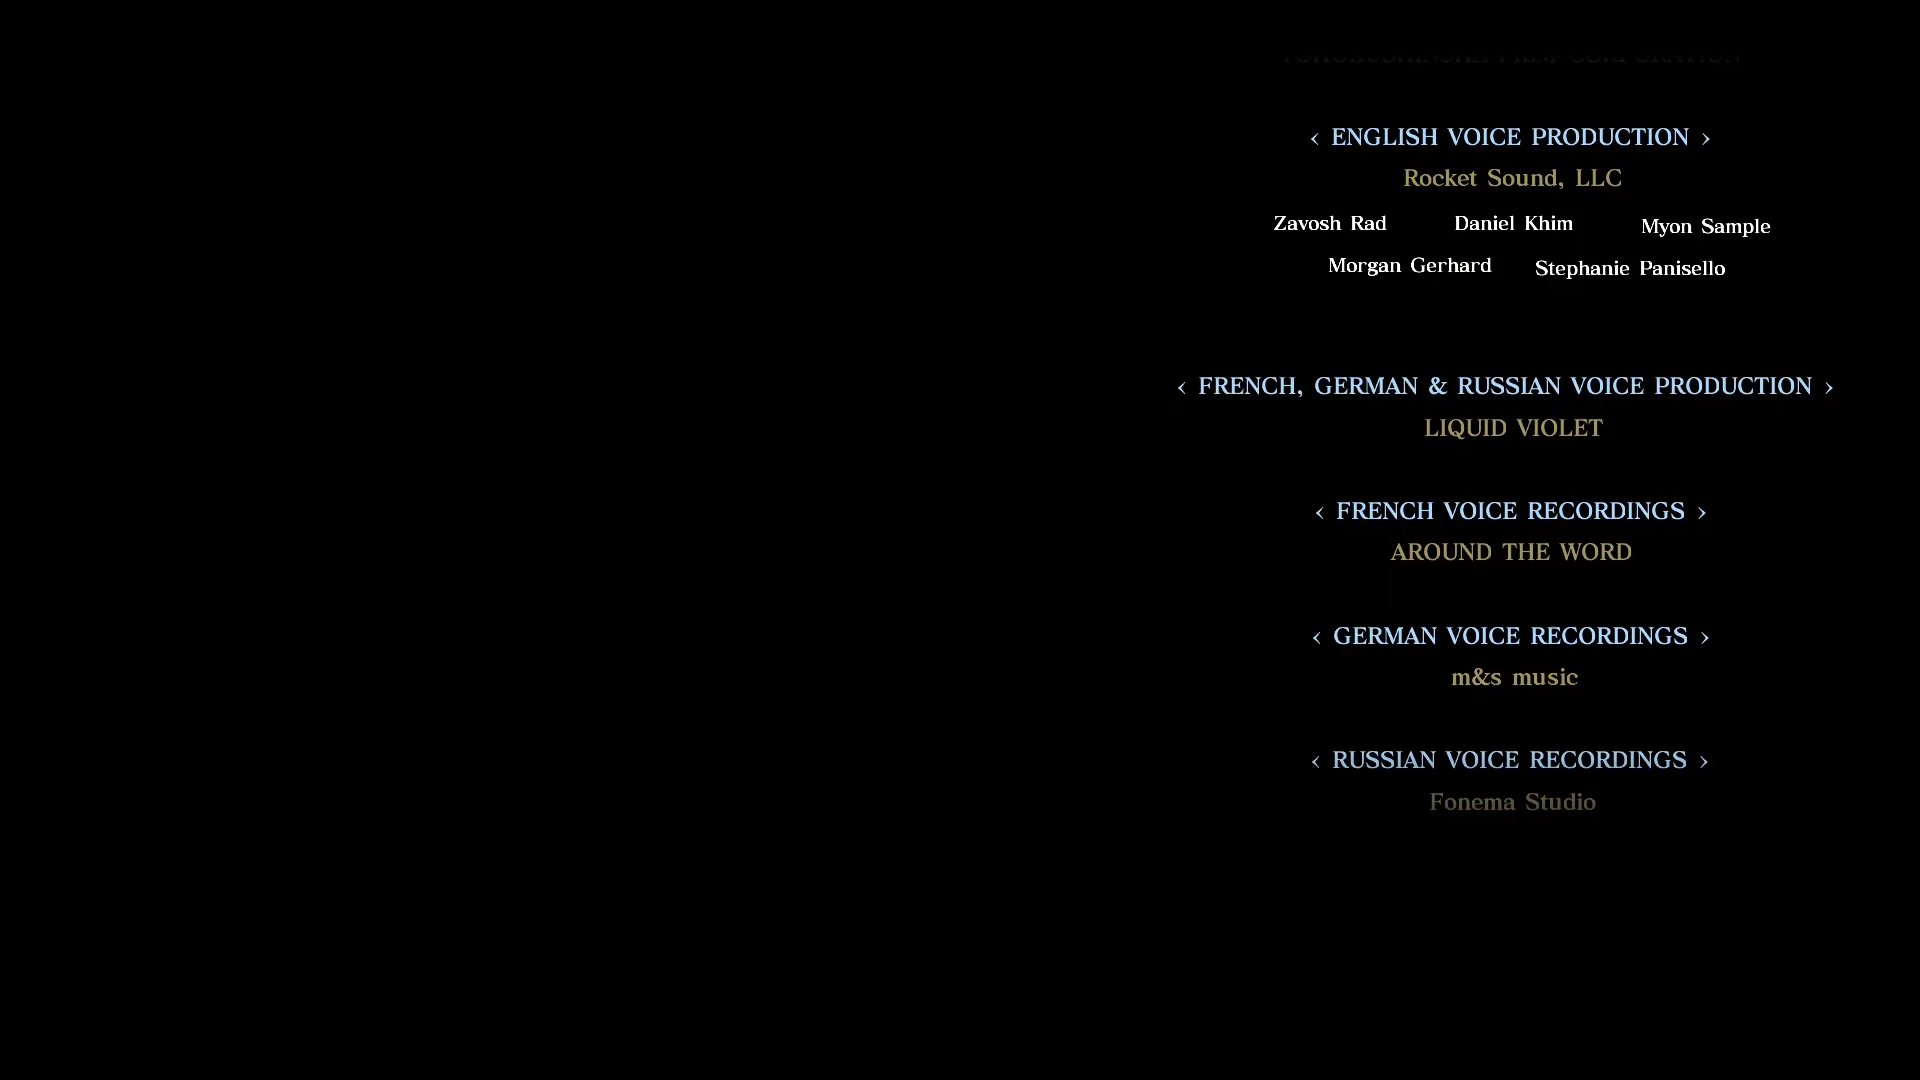 ‹ ENGLISH VOICE PRODUCTION ›
Rocket Sound, LLC
Zavosh Rad Daniel Khim Myon Sample
Morgan Gerhard Stephanie Panisello
‹ FRENCH, GERMAN & RUSSIAN VOICE PRODUCTION ›
LIQUID VIOLET
‹ FRENCH VOICE RECORDINGS ›
AROUND THE WORD
‹ GERMAN VOICE RECORDINGS ›
m&s music
‹ RUSSIAN VOICE RECORDINGS ›
Fonema Studio